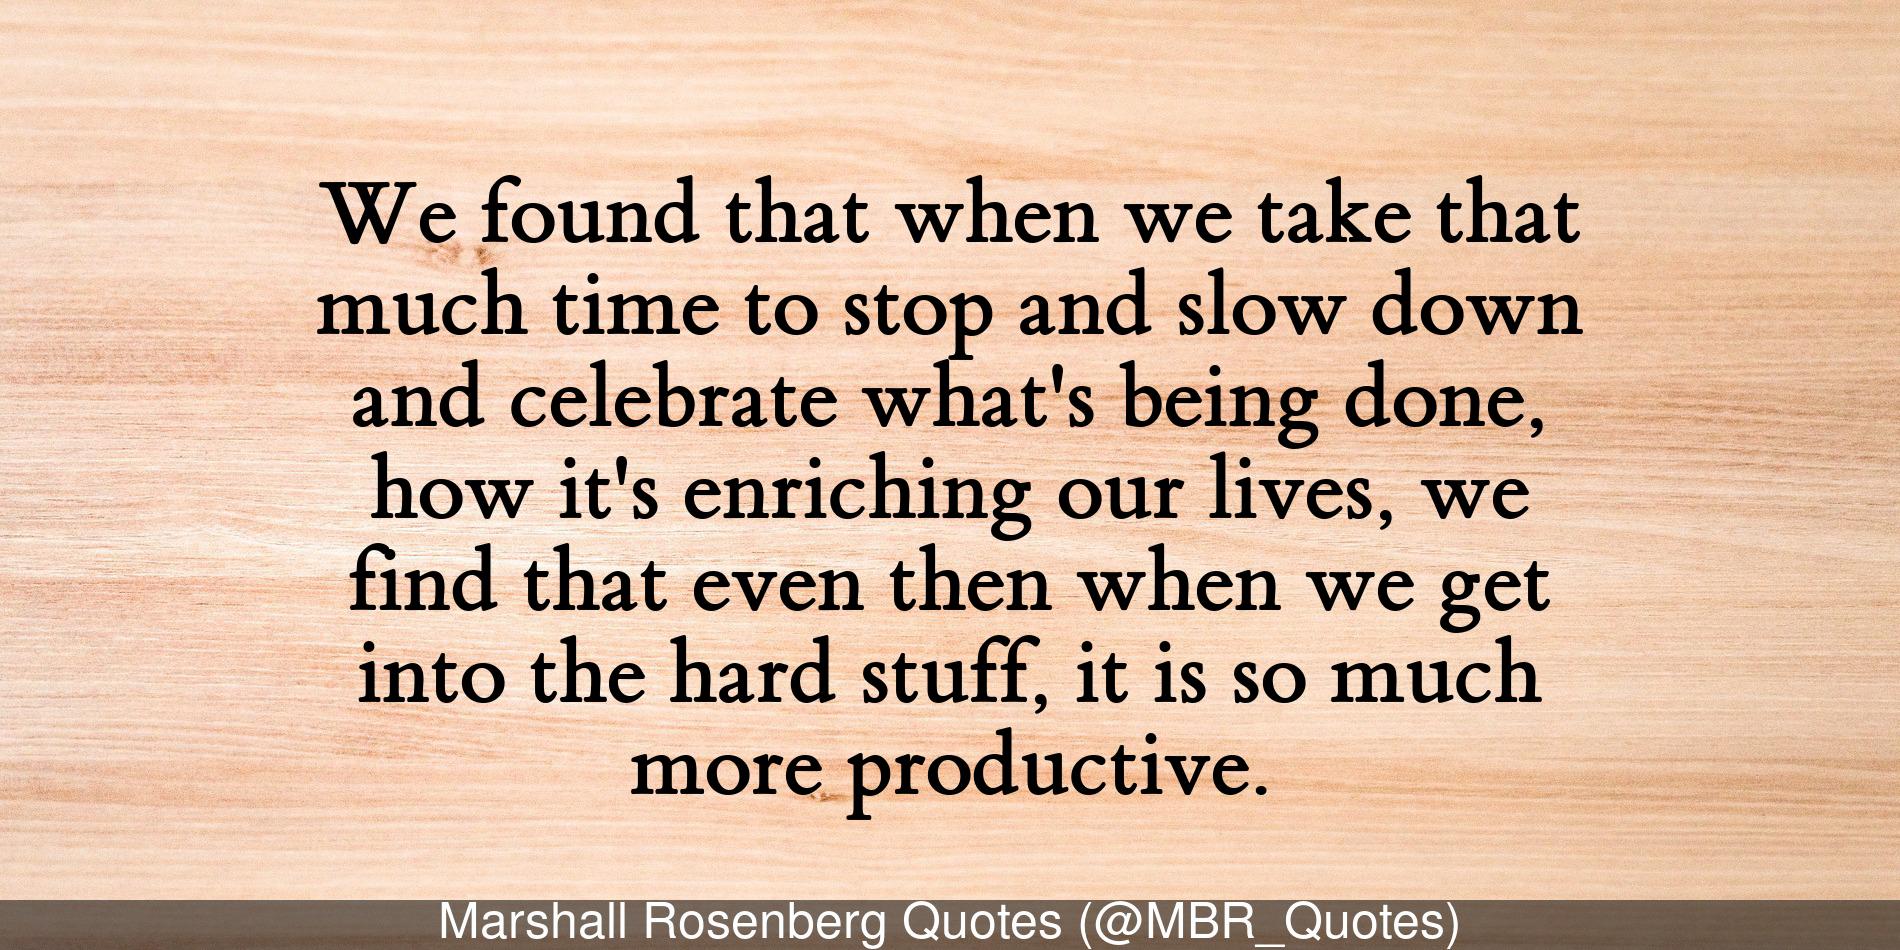 We found that when we take that
much time to stop and slow down
and celebrate what's being done,
how it's enriching our lives, we
find that even then when we get
into the hard stuff, it is so much
more productive.
Marshall Rosenberg Quotes (@MBR_Quotes)